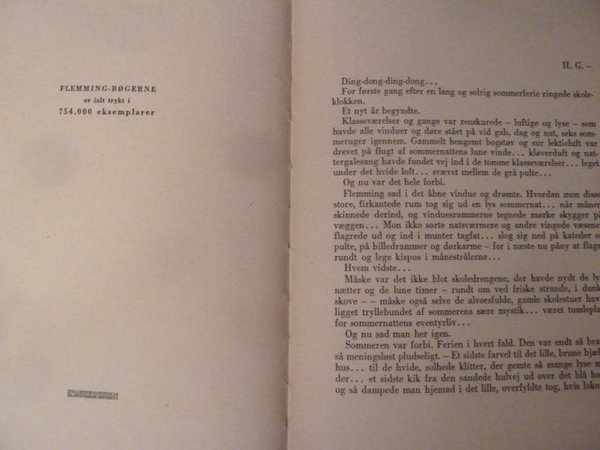 FLEMMING-BØGERNE
er ialt trykt i
754.000 eksemplarer
H. G. –
Ding-dong-ding-dong...
For første gang efter en lang og solrig sommerferie ringede skole-
klokken.
Et nyt år begyndte.
Klasseværelser og gange var renskurede – luftige og lyse – som
havde alle vinduer og døre stået på vid gab, dag og nat, seks som-
meruger igennem. Gammelt hengemt bogstøv og sur lektieluft var
drevet på flugt af sommernattens lune vinde... kløverduft og nat-
tergalesang havde fundet vej ind i de tomme klasseværelser... leget
under det hvide loft... svævet mellem de grå pulte...
Og nu var det hele forbi.
Flemming sad i det åbne vindue og drømte. Hvordan mon disse
store, firkantede rum tog sig ud en lys sommernat... når måne
skinnede derind, og vinduesrammerne tegnede mørke skygger på
væggen... Mon ikke sorte natsværmere og andre vingede væsene
flagrede ud og ind i munter tagfat... slog sig ned på kateder o
pulte, på billedrammer og dørkarme – for i næste nu påny at flagr
rundt og lege kispus i månestrålerne...
Hvem vidste...
Måske var det ikke blot skoledrengene, der havde nydt de ly
nætter og de lune timer – rundt om ved friske strande, i dunk
skove – – måske også selve de alvorsfulde, gamle skolestuer hav
ligget tryllebundet af sommerens sære mystik... været tumlepla
for sommernattens eventyrliv...
Og nu sad man her igen.
Sommeren var forbi. Ferien i hvert fald. Den var endt så bra
så meningsløst pludseligt. – Et sidste farvel til det lille, brune bjæl
hus... til de hvide, solhede klitter, der gemte så mange lyse m
der... et sidste kik fra den sandede hulvej ud over det blå ha
og så dampede man hjemad i det lille, overfyldte tog, hvis loko